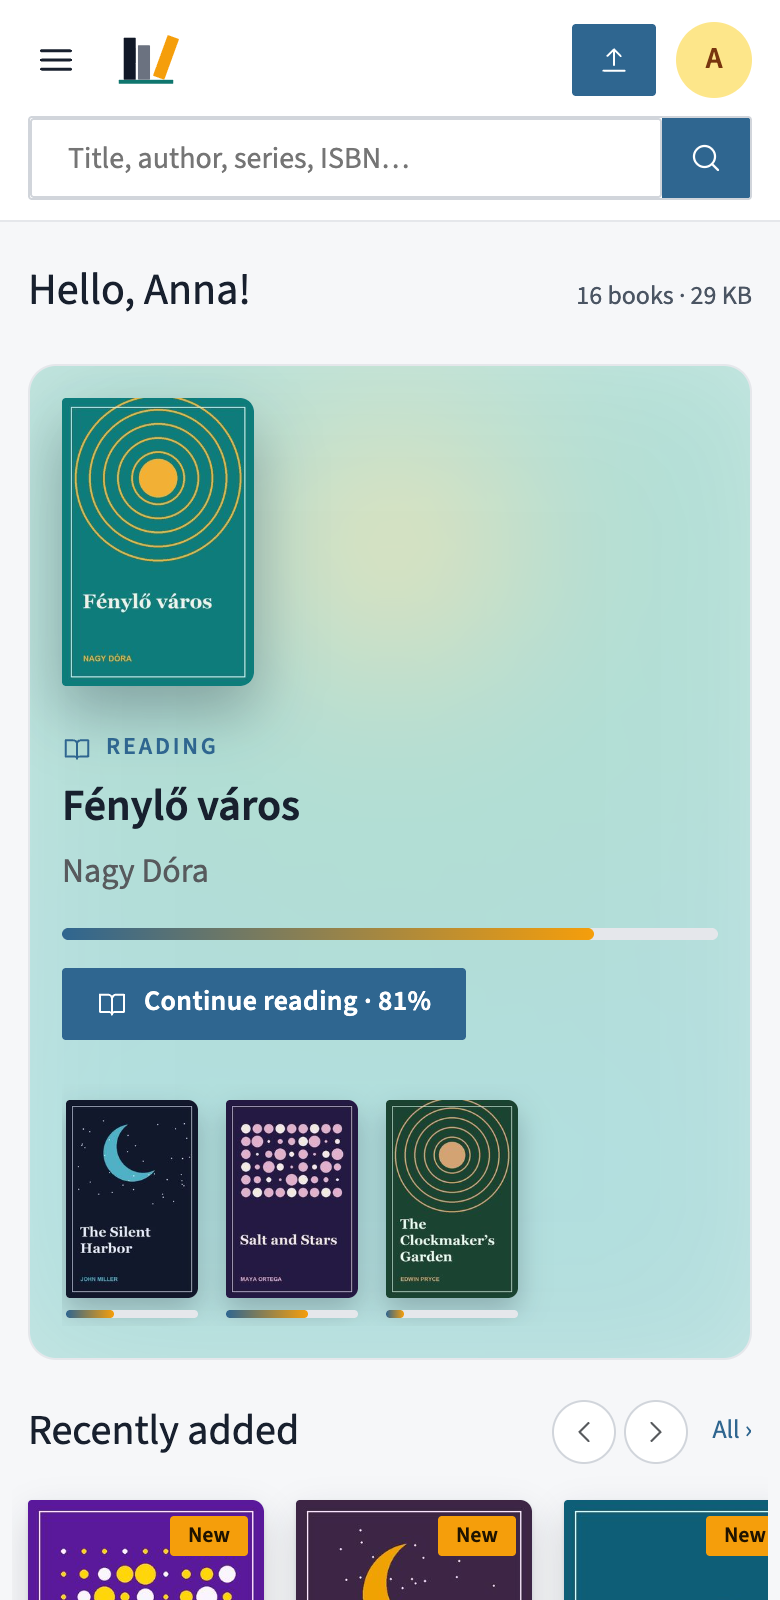 A
Title, author, series, ISBN…
Hello, Anna!
16 books · 29 KB
Fénylő város
NAGY DÓRA
READING
Fénylő város
Nagy Dóra
Continue reading · 81%
The Silent
Harbor
JOHN MILLER
Salt and Stars
MAYA ORTEGA
The
Clockmaker's
Garden
EDWIN PRYCE
Recently added
All ›
New
New
New